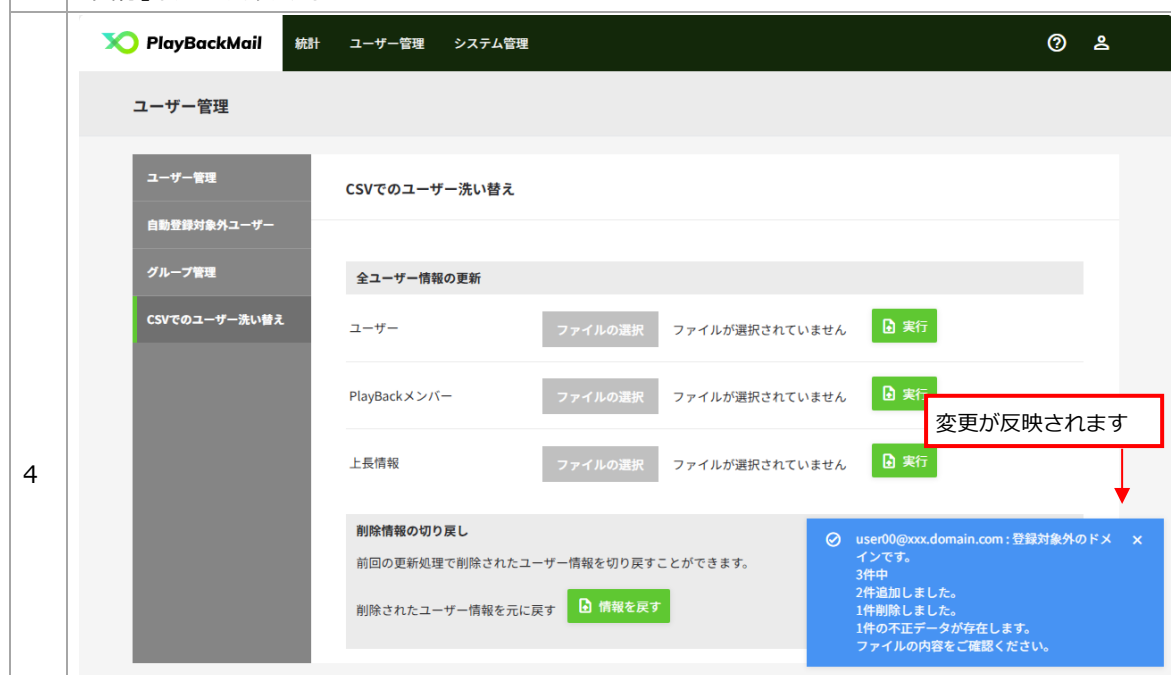 PlayBackMail 統計 ユーザー管理 システム管理
ユーザー管理
ユーザー管理
自動登録対象外ユーザー
グループ管理
CSVでのユーザー洗い替え
CSVでのユーザー洗い替え
全ユーザー情報の更新
ユーザー ファイルの選択 ファイルが選択されていません 実行
PlayBackメンバー ファイルの選択 ファイルが選択されていません 実行
変更が反映されます
上長情報 ファイルの選択 ファイルが選択されていません 実行
4
削除情報の切り戻し
前回の更新処理で削除されたユーザー情報を切り戻すことができます。
削除されたユーザー情報を元に戻す 情報を戻す
user00@xxx.domain.com : 登録対象外のドメ
インです。
3件中
2件追加しました。
1件削除しました。
1件の不正データが存在します。
ファイルの内容をご確認ください。